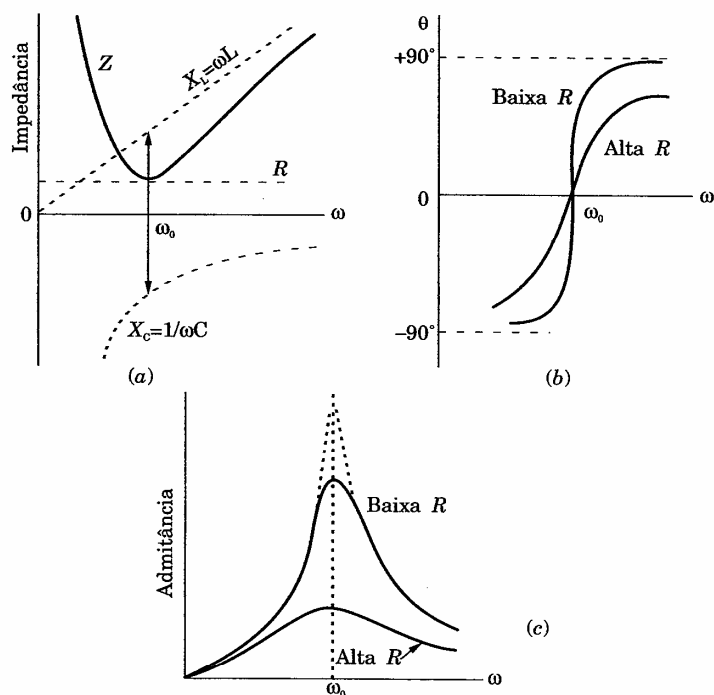 Impedância
Z
X_L=ωL
R
0
ω₀
ω
X_C=1/ωC
(a)
θ
+90°
Baixa R
Alta R
0
ω₀
ω
−90°
(b)
Admitância
Baixa R
Alta R
(c)
ω₀
ω